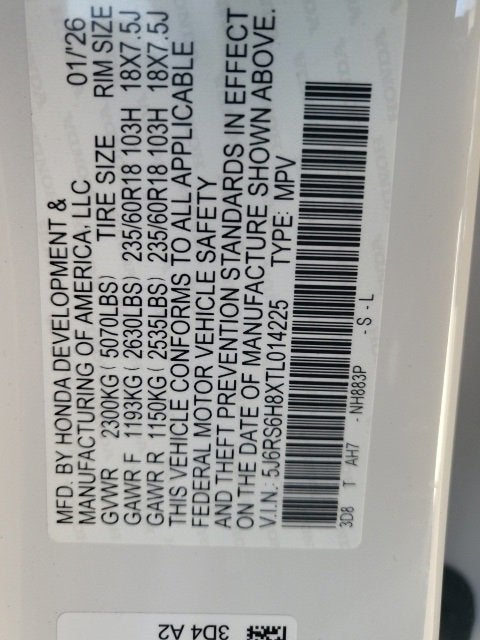 MFD. BY HONDA DEVELOPMENT &
MANUFACTURING OF AMERICA, LLC 01/'26
GVWR 2300KG ( 5070LBS) TIRE SIZE RIM SIZE
GAWR F 1193KG ( 2630LBS) 235/60R18 103H 18X7.5J
GAWR R 1150KG ( 2535LBS) 235/60R18 103H 18X7.5J
THIS VEHICLE CONFORMS TO ALL APPLICABLE
FEDERAL MOTOR VEHICLE SAFETY
AND THEFT PREVENTION STANDARDS IN EFFECT
ON THE DATE OF MANUFACTURE SHOWN ABOVE.
V.I.N.: 5J6RS6H8XTL014225 TYPE: MPV
3D8 T AH7 - NH883P - S - L
3D4 A2